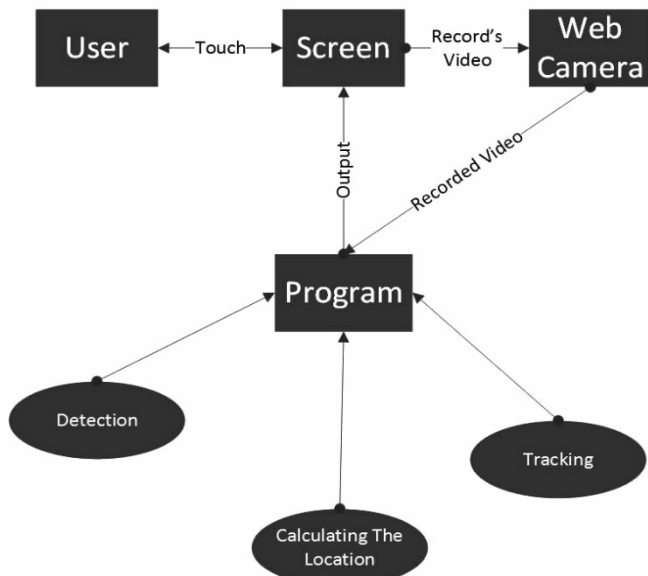 User
Touch
Screen
Record's
Video
Web
Camera
Output
Recorded Video
Program
Detection
Tracking
Calculating The
Location